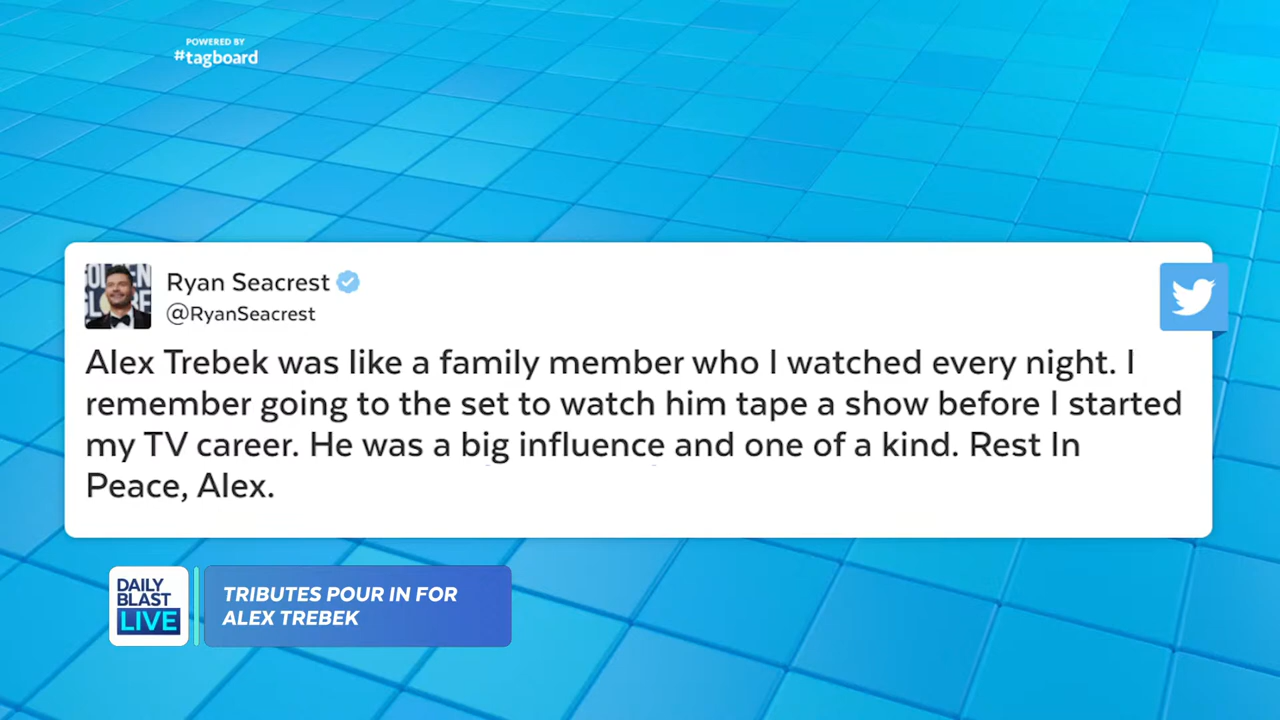 POWERED BY
#tagboard
GOLDEN
GLOBE
Ryan Seacrest
@RyanSeacrest
Alex Trebek was like a family member who I watched every night. I
remember going to the set to watch him tape a show before I started
my TV career. He was a big influence and one of a kind. Rest In
Peace, Alex.
DAILY
BLAST
LIVE
TRIBUTES POUR IN FOR
ALEX TREBEK